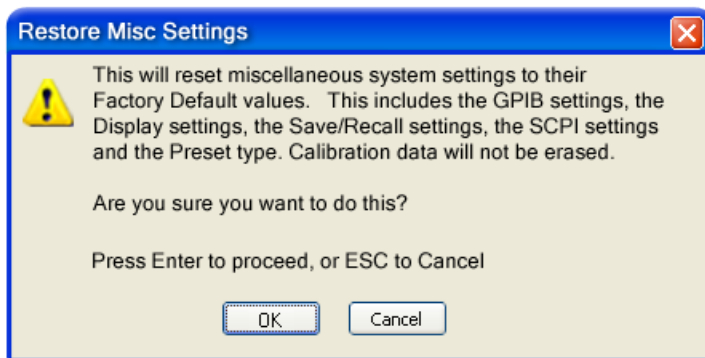 Restore Misc Settings
This will reset miscellaneous system settings to their
Factory Default values.   This includes the GPIB settings, the
Display settings, the Save/Recall settings, the SCPI settings
and the Preset type. Calibration data will not be erased.
Are you sure you want to do this?
Press Enter to proceed, or ESC to Cancel
OK
Cancel